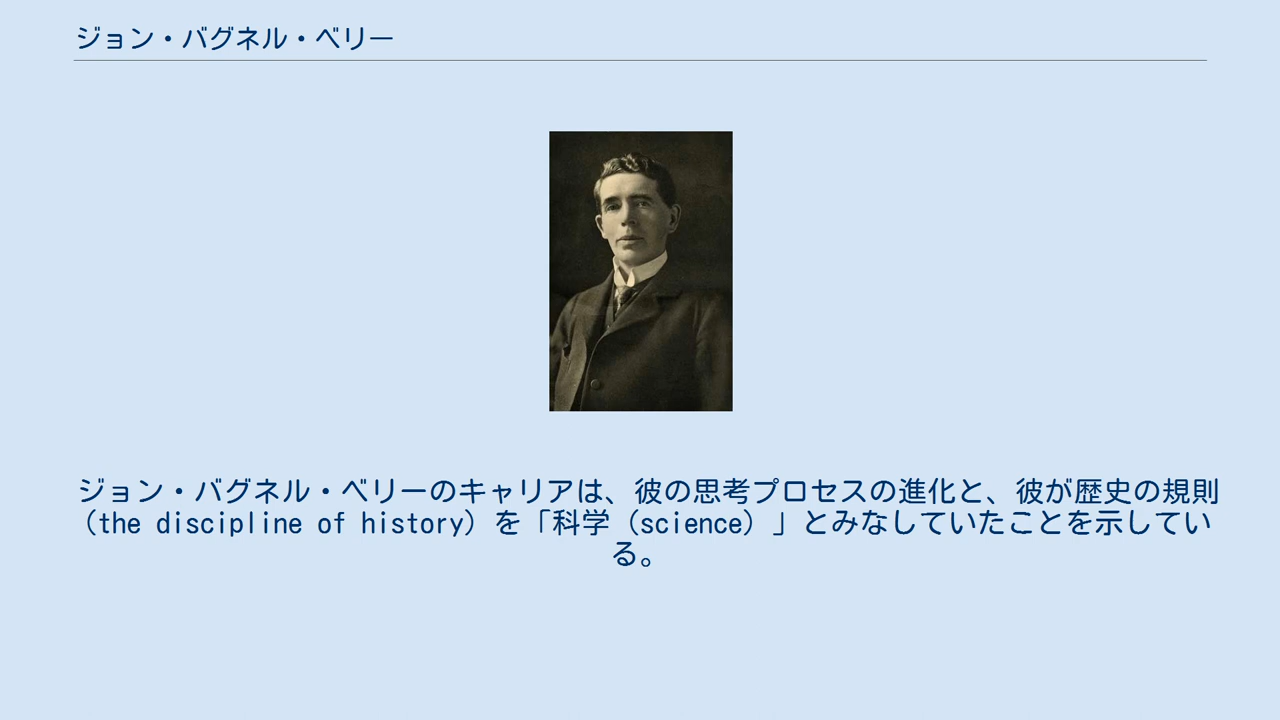 ジョン・バグネル・ベリー
ジョン・バグネル・ベリーのキャリアは、彼の思考プロセスの進化と、彼が歴史の規則
（the discipline of history）を「科学（science）」とみなしていたことを示してい
る。